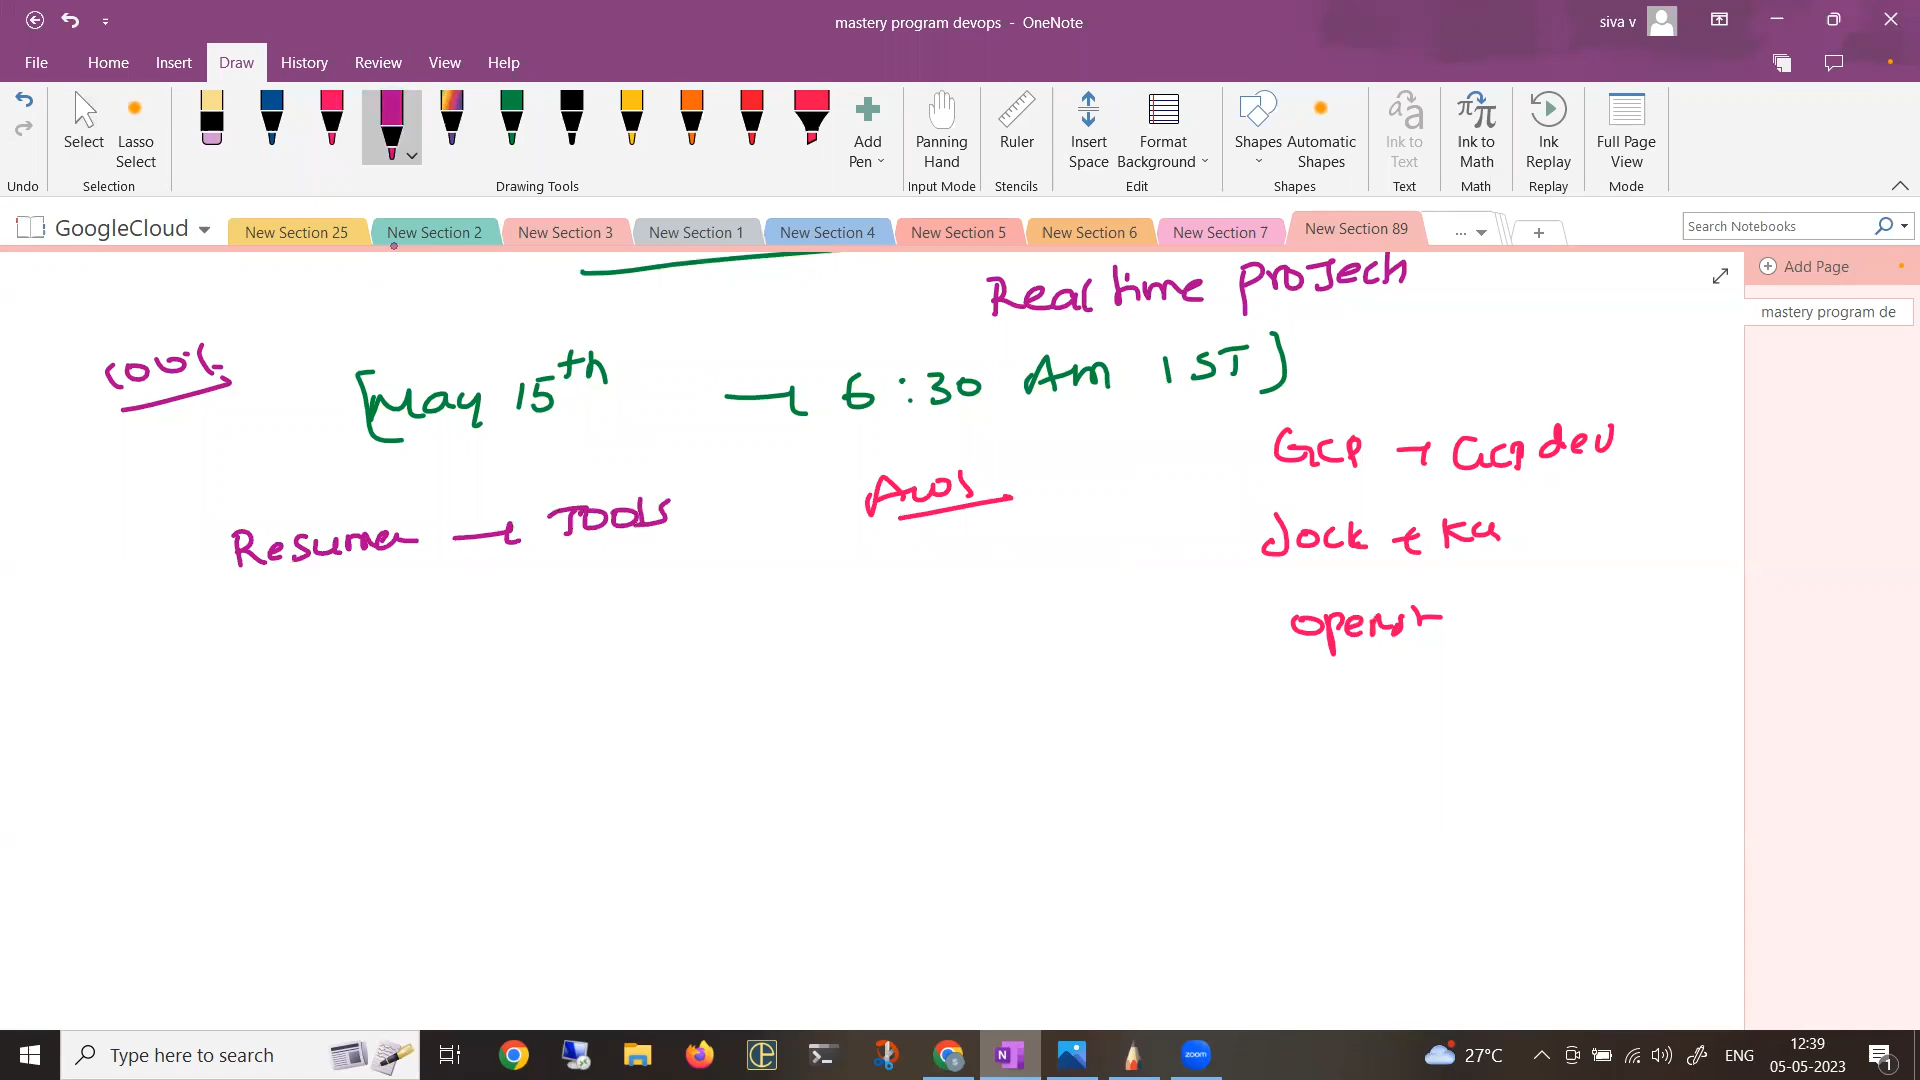 mastery program devops - OneNote
siva v
File Home Insert Draw History Review View Help
Select
Lasso Select
Add Pen
Panning Hand
Ruler
Insert Space
Format Background
Shapes
Automatic Shapes
Ink to Text
Ink to Math
Ink Replay
Full Page View
Undo Selection Drawing Tools Input Mode Stencils Edit Shapes Text Math Replay Mode
GoogleCloud
New Section 25 New Section 2 New Section 3 New Section 1 New Section 4 New Section 5 New Section 6 New Section 7 New Section 89 ...
Search Notebooks
Add Page
mastery program de
Real time project
100%
[May 15th → 6:30 AM IST]
GCP → GCP dev
AWS
Resume → TOOLS
Dock + Ku
openst
Type here to search
zoom
27°C
ENG
12:39
05-05-2023
1